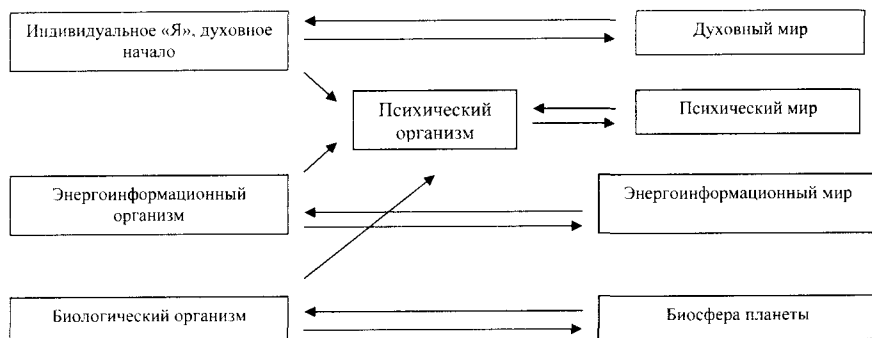 Индивидуальное «Я», духовное
начало
Духовный мир
Психический
организм
Психический мир
Энергоинформационный
организм
Энергоинформационный мир
Биологический организм
Биосфера планеты